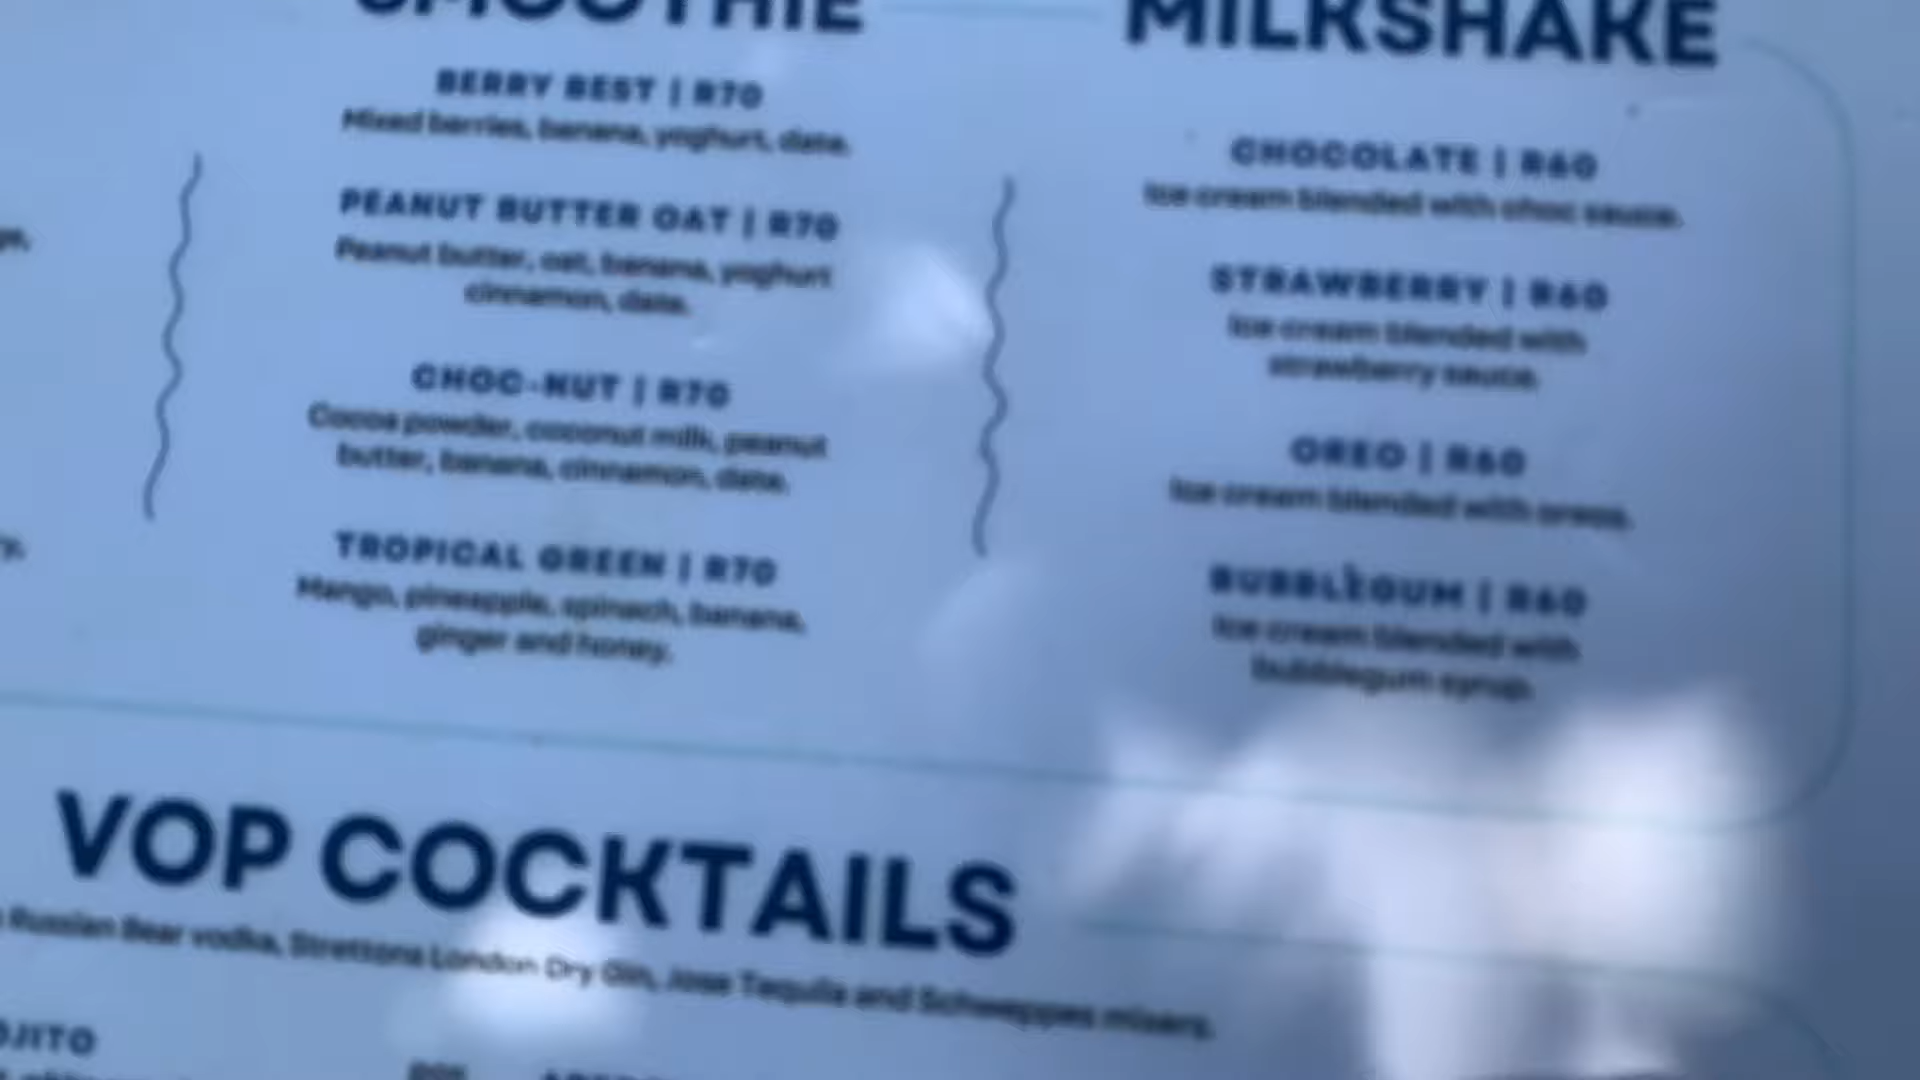 SMOOTHIE
BERRY BEST | R70
Mixed berries, banana, yoghurt, date.
PEANUT BUTTER OAT | R70
Peanut butter, oat, banana, yoghurt
cinnamon, date.
CHOC-NUT | R70
Cocoa powder, coconut milk, peanut
butter, banana, cinnamon, date.
TROPICAL GREEN | R70
Mango, pineapple, spinach, banana,
ginger and honey.
MILKSHAKE
CHOCOLATE | R60
Ice cream blended with choc sauce.
STRAWBERRY | R60
Ice cream blended with
strawberry sauce.
OREO | R60
Ice cream blended with oreos.
BUBBLEGUM | R60
Ice cream blended with
bubblegum syrup.
VOP COCKTAILS
Russian Bear vodka, Strettons London Dry Gin, Jose Tequila and Schweppes mixers.
OJITO